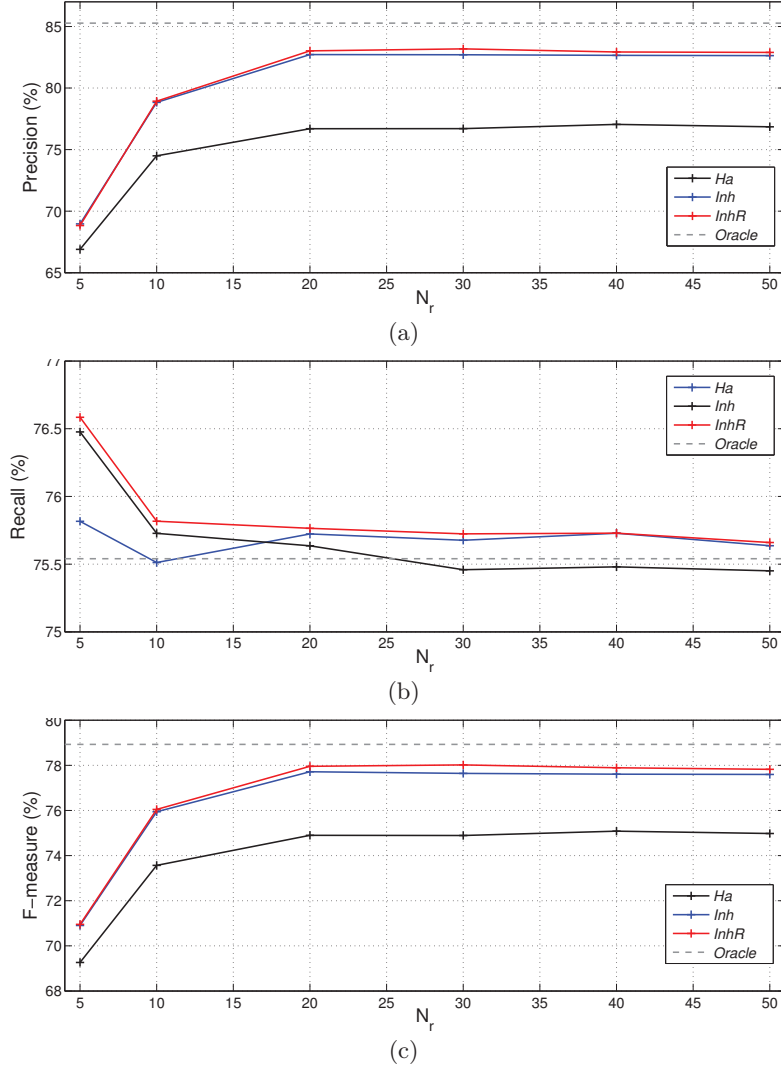 85
80
75
70
65
Precision (%)
Ha
Inh
InhR
Oracle
5 10 15 20 25 30 35 40 45 50
N_r
(a)
77
76.5
76
75.5
75
Recall (%)
Ha
Inh
InhR
Oracle
5 10 15 20 25 30 35 40 45 50
N_r
(b)
80
78
76
74
72
70
68
F−measure (%)
Ha
Inh
InhR
Oracle
5 10 15 20 25 30 35 40 45 50
N_r
(c)